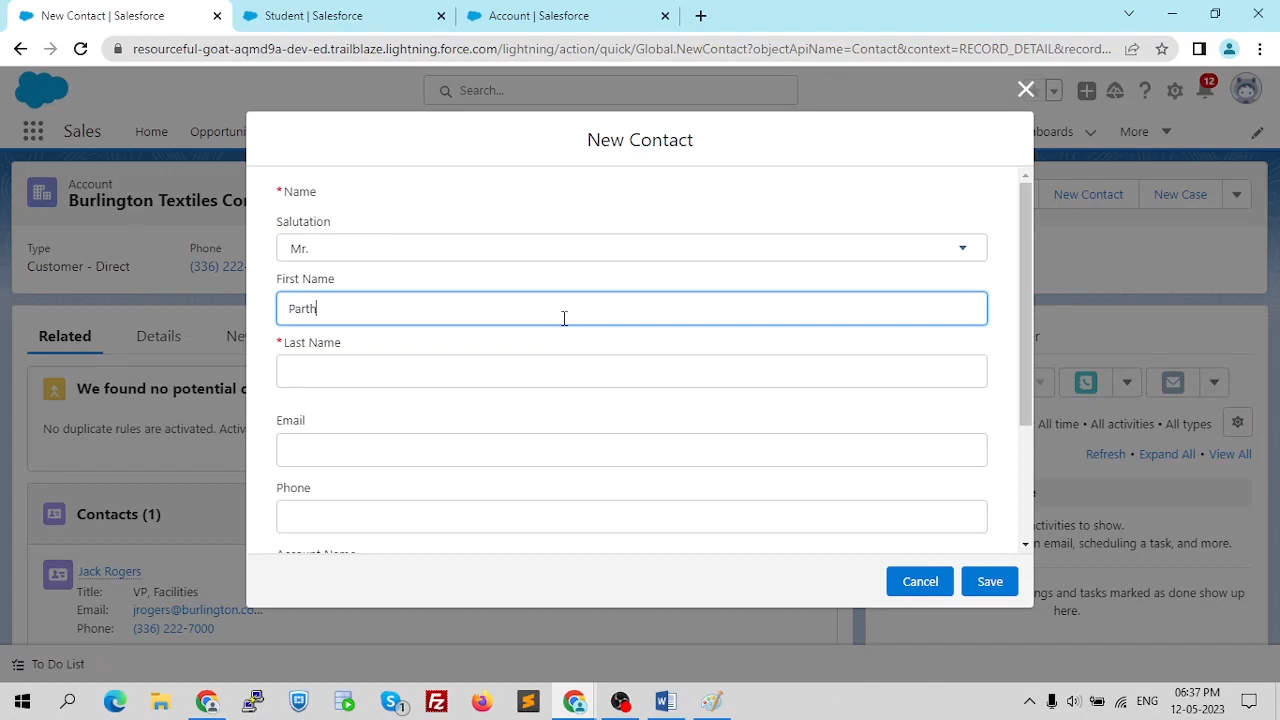 New Contact | Salesforce
Student | Salesforce
Account | Salesforce
resourceful-goat-aqmd9a-dev-ed.trailblaze.lightning.force.com/lightning/action/quick/Global.NewContact?objectApiName=Contact&context=RECORD_DETAIL&record...
Search...
12
Sales
Home
Opportuni
nboards
More
New Contact
Account
Burlington Textiles Co
New Contact
New Case
Type
Customer - Direct
Phone
(336) 222-
* Name
Salutation
Mr.
First Name
Parth
* Last Name
Email
Phone
Account Name
Cancel
Save
Related
Details
Ne
We found no potential
No duplicate rules are activated. Activ
Contacts (1)
Jack Rogers
Title: VP, Facilities
Email: jrogers@burlington.co...
Phone: (336) 222-7000
All time • All activities • All types
Refresh • Expand All • View All
ctivities to show.
n email, scheduling a task, and more.
ngs and tasks marked as done show up
here.
To Do List
1
ENG
06:37 PM
12-05-2023